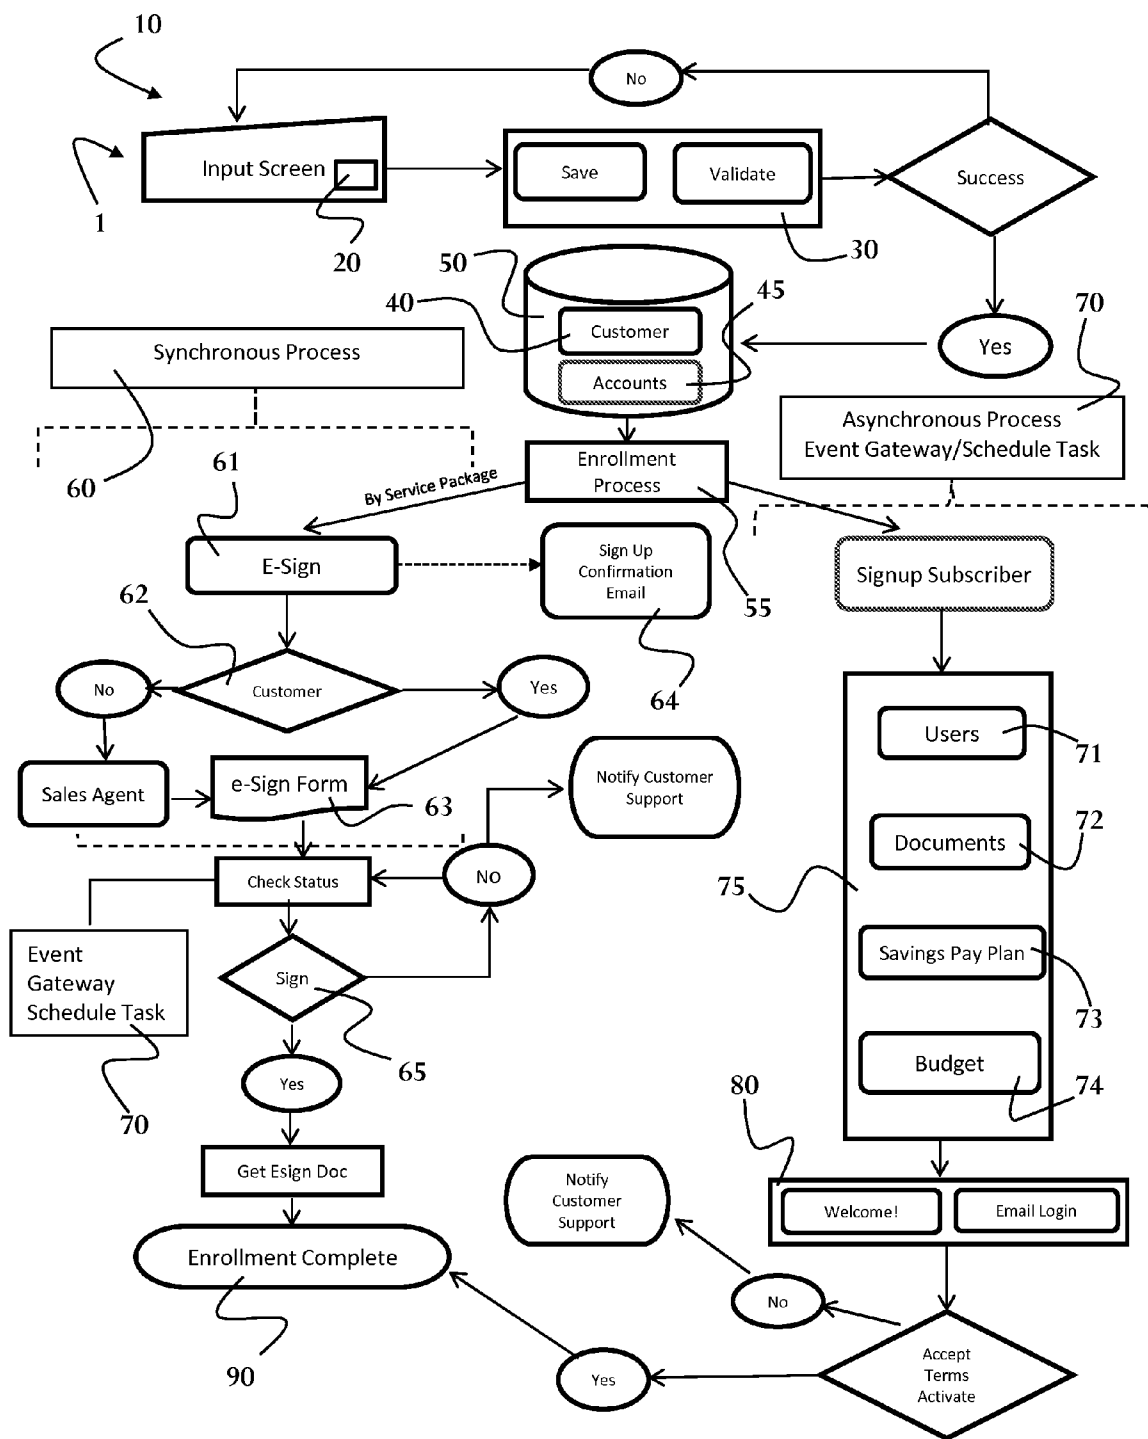 10
No
Input Screen
Save
Validate
Success
1
20
30
50
40
45
70
Customer
Yes
Synchronous Process
Accounts
Asynchronous Process
Event Gateway/Schedule Task
60
61
By Service Package
Enrollment
Process
E-Sign
Sign Up
Confirmation
Email
55
Signup Subscriber
62
No
Customer
Yes
64
Users
71
Sales Agent
e-Sign Form
63
Notify Customer
Support
Documents
72
75
Check Status
No
Event
Gateway
Schedule Task
Sign
Savings Pay Plan
73
70
Yes
65
Budget
74
80
Get Esign Doc
Notify
Customer
Support
Welcome!
Email Login
Enrollment Complete
No
90
Yes
Accept
Terms
Activate